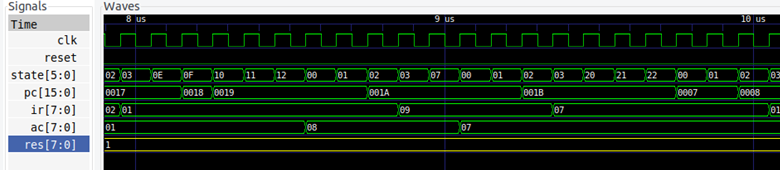 Signals Waves
Time 8 us 9 us 10 us
clk
reset
state[5:0] 02 03 0E 0F 10 11 12 00 01 02 03 07 00 01 02 03 20 21 22 00 01 02 03
pc[15:0] 0017 0018 0019 001A 001B 0007 0008
ir[7:0] 02 01 09 07 01
ac[7:0] 01 08 07
res[7:0] 1